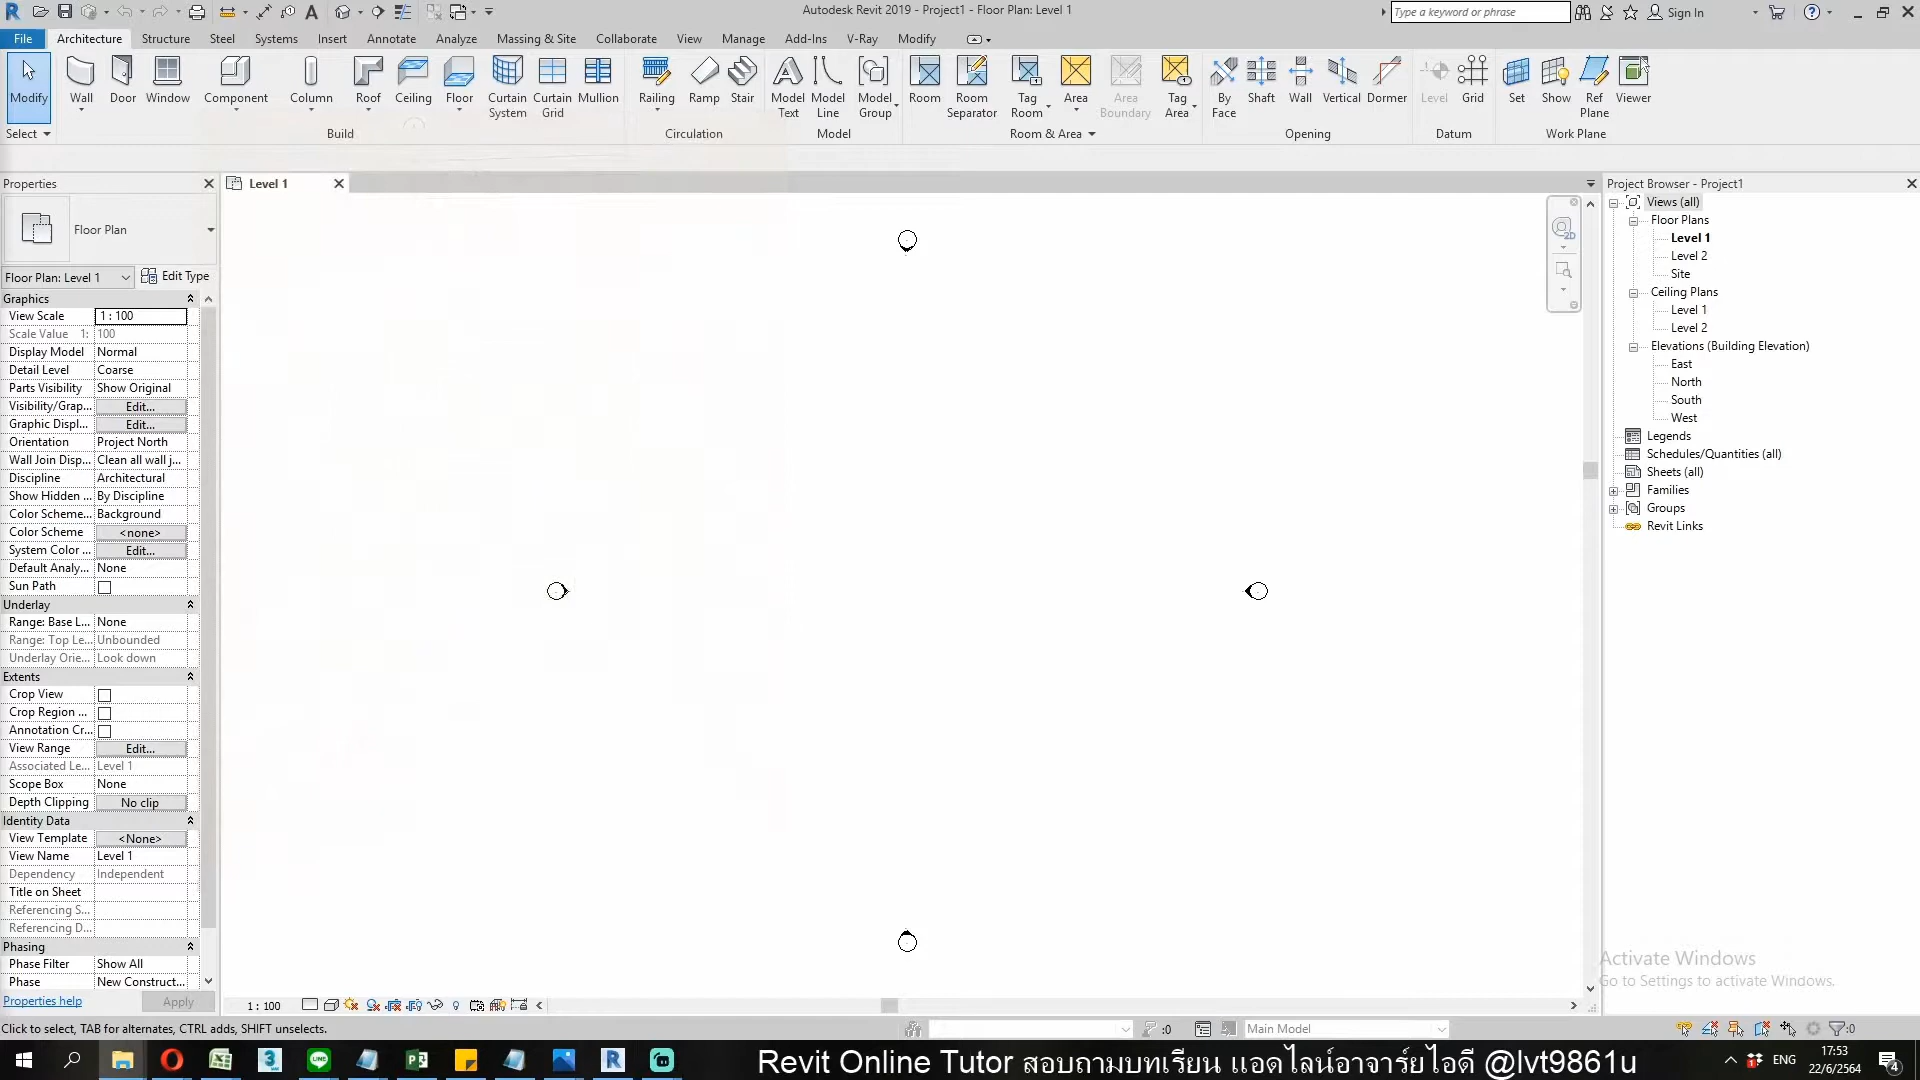 Autodesk Revit 2019 - Project1 - Floor Plan: Level 1
Type a keyword or phrase
Sign In
File Architecture Structure Steel Systems Insert Annotate Analyze Massing & Site Collaborate View Manage Add-Ins V-Ray Modify
Modify Wall Door Window Component Column Roof Ceiling Floor Curtain System Curtain Grid Mullion Railing Ramp Stair Model Text Model Line Model Group Room Room Separator Tag Room Area Area Boundary Tag Area By Face Shaft Wall Vertical Dormer Level Grid Set Show Ref Plane Viewer
Select Build Circulation Model Room & Area Opening Datum Work Plane
Properties
Level 1
Project Browser - Project1
Floor Plan
Floor Plan: Level 1 Edit Type
Graphics
View Scale 1 : 100
Scale Value 1: 100
Display Model Normal
Detail Level Coarse
Parts Visibility Show Original
Visibility/Grap... Edit...
Graphic Displ... Edit...
Orientation Project North
Wall Join Disp... Clean all wall j...
Discipline Architectural
Show Hidden ... By Discipline
Color Scheme... Background
Color Scheme <none>
System Color ... Edit...
Default Analy... None
Sun Path
Underlay
Range: Base L... None
Range: Top Le... Unbounded
Underlay Orie... Look down
Extents
Crop View
Crop Region ...
Annotation Cr...
View Range Edit...
Associated Le... Level 1
Scope Box None
Depth Clipping No clip
Identity Data
View Template <None>
View Name Level 1
Dependency Independent
Title on Sheet
Referencing S...
Referencing D...
Phasing
Phase Filter Show All
Phase New Construct...
Properties help Apply
2D
Views (all)
Floor Plans
Level 1
Level 2
Site
Ceiling Plans
Level 1
Level 2
Elevations (Building Elevation)
East
North
South
West
Legends
Schedules/Quantities (all)
Sheets (all)
Families
Groups
Revit Links
Activate Windows
Go to Settings to activate Windows.
1 : 100
Click to select, TAB for alternates, CTRL adds, SHIFT unselects.
:0
Main Model
:0
Revit Online Tutor สอบถามบทเรียน แอดไลน์อาจาร์ยไอดี @lvt9861u
ENG
17:53
22/6/2564
4